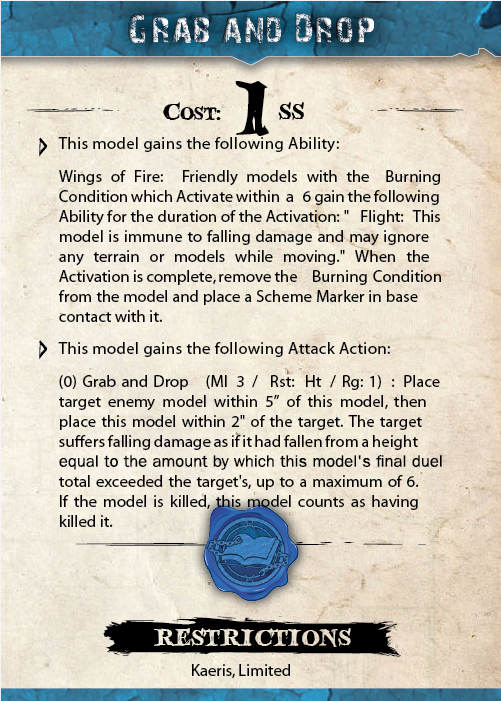 GRAB AND DROP
COST: 1 SS
This model gains the following Ability:
Wings of Fire: Friendly models with the Burning
Condition which Activate within a 6 gain the following
Ability for the duration of the Activation: " Flight: This
model is immune to falling damage and may ignore
any terrain or models while moving." When the
Activation is complete, remove the Burning Condition
from the model and place a Scheme Marker in base
contact with it.
This model gains the following Attack Action:
(0) Grab and Drop (Ml 3 / Rst: Ht / Rg: 1) : Place
target enemy model within 5” of this model, then
place this model within 2" of the target. The target
suffers falling damage as if it had fallen from a height
equal to the amount by which this model's final duel
total exceeded the target's, up to a maximum of 6.
If the model is killed, this model counts as having
killed it.
RESTRICTIONS
Kaeris, Limited